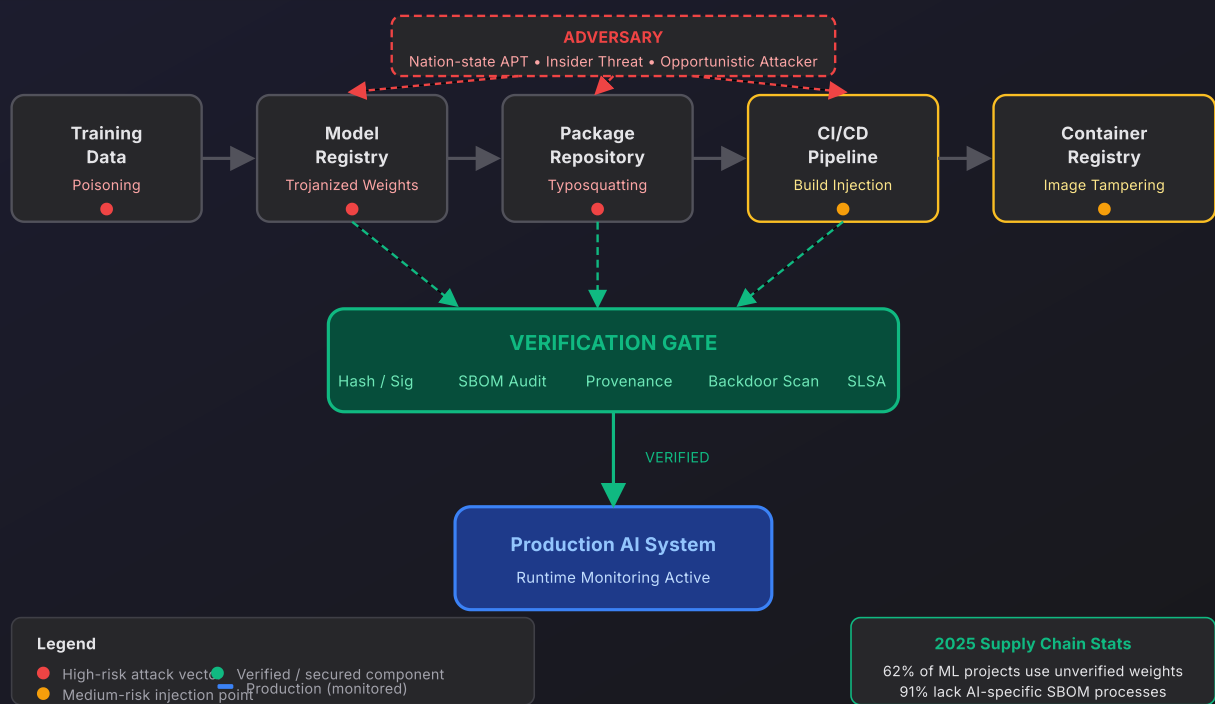 ADVERSARY
Nation-state APT • Insider Threat • Opportunistic Attacker
Training
Data
Poisoning
Model
Registry
Trojanized Weights
Package
Repository
Typosquatting
CI/CD
Pipeline
Build Injection
Container
Registry
Image Tampering
VERIFICATION GATE
Hash / Sig SBOM Audit Provenance Backdoor Scan SLSA
VERIFIED
Production AI System
Runtime Monitoring Active
Legend
High-risk attack vector
Verified / secured component
Medium-risk injection point
Production (monitored)
2025 Supply Chain Stats
62% of ML projects use unverified weights
91% lack AI-specific SBOM processes